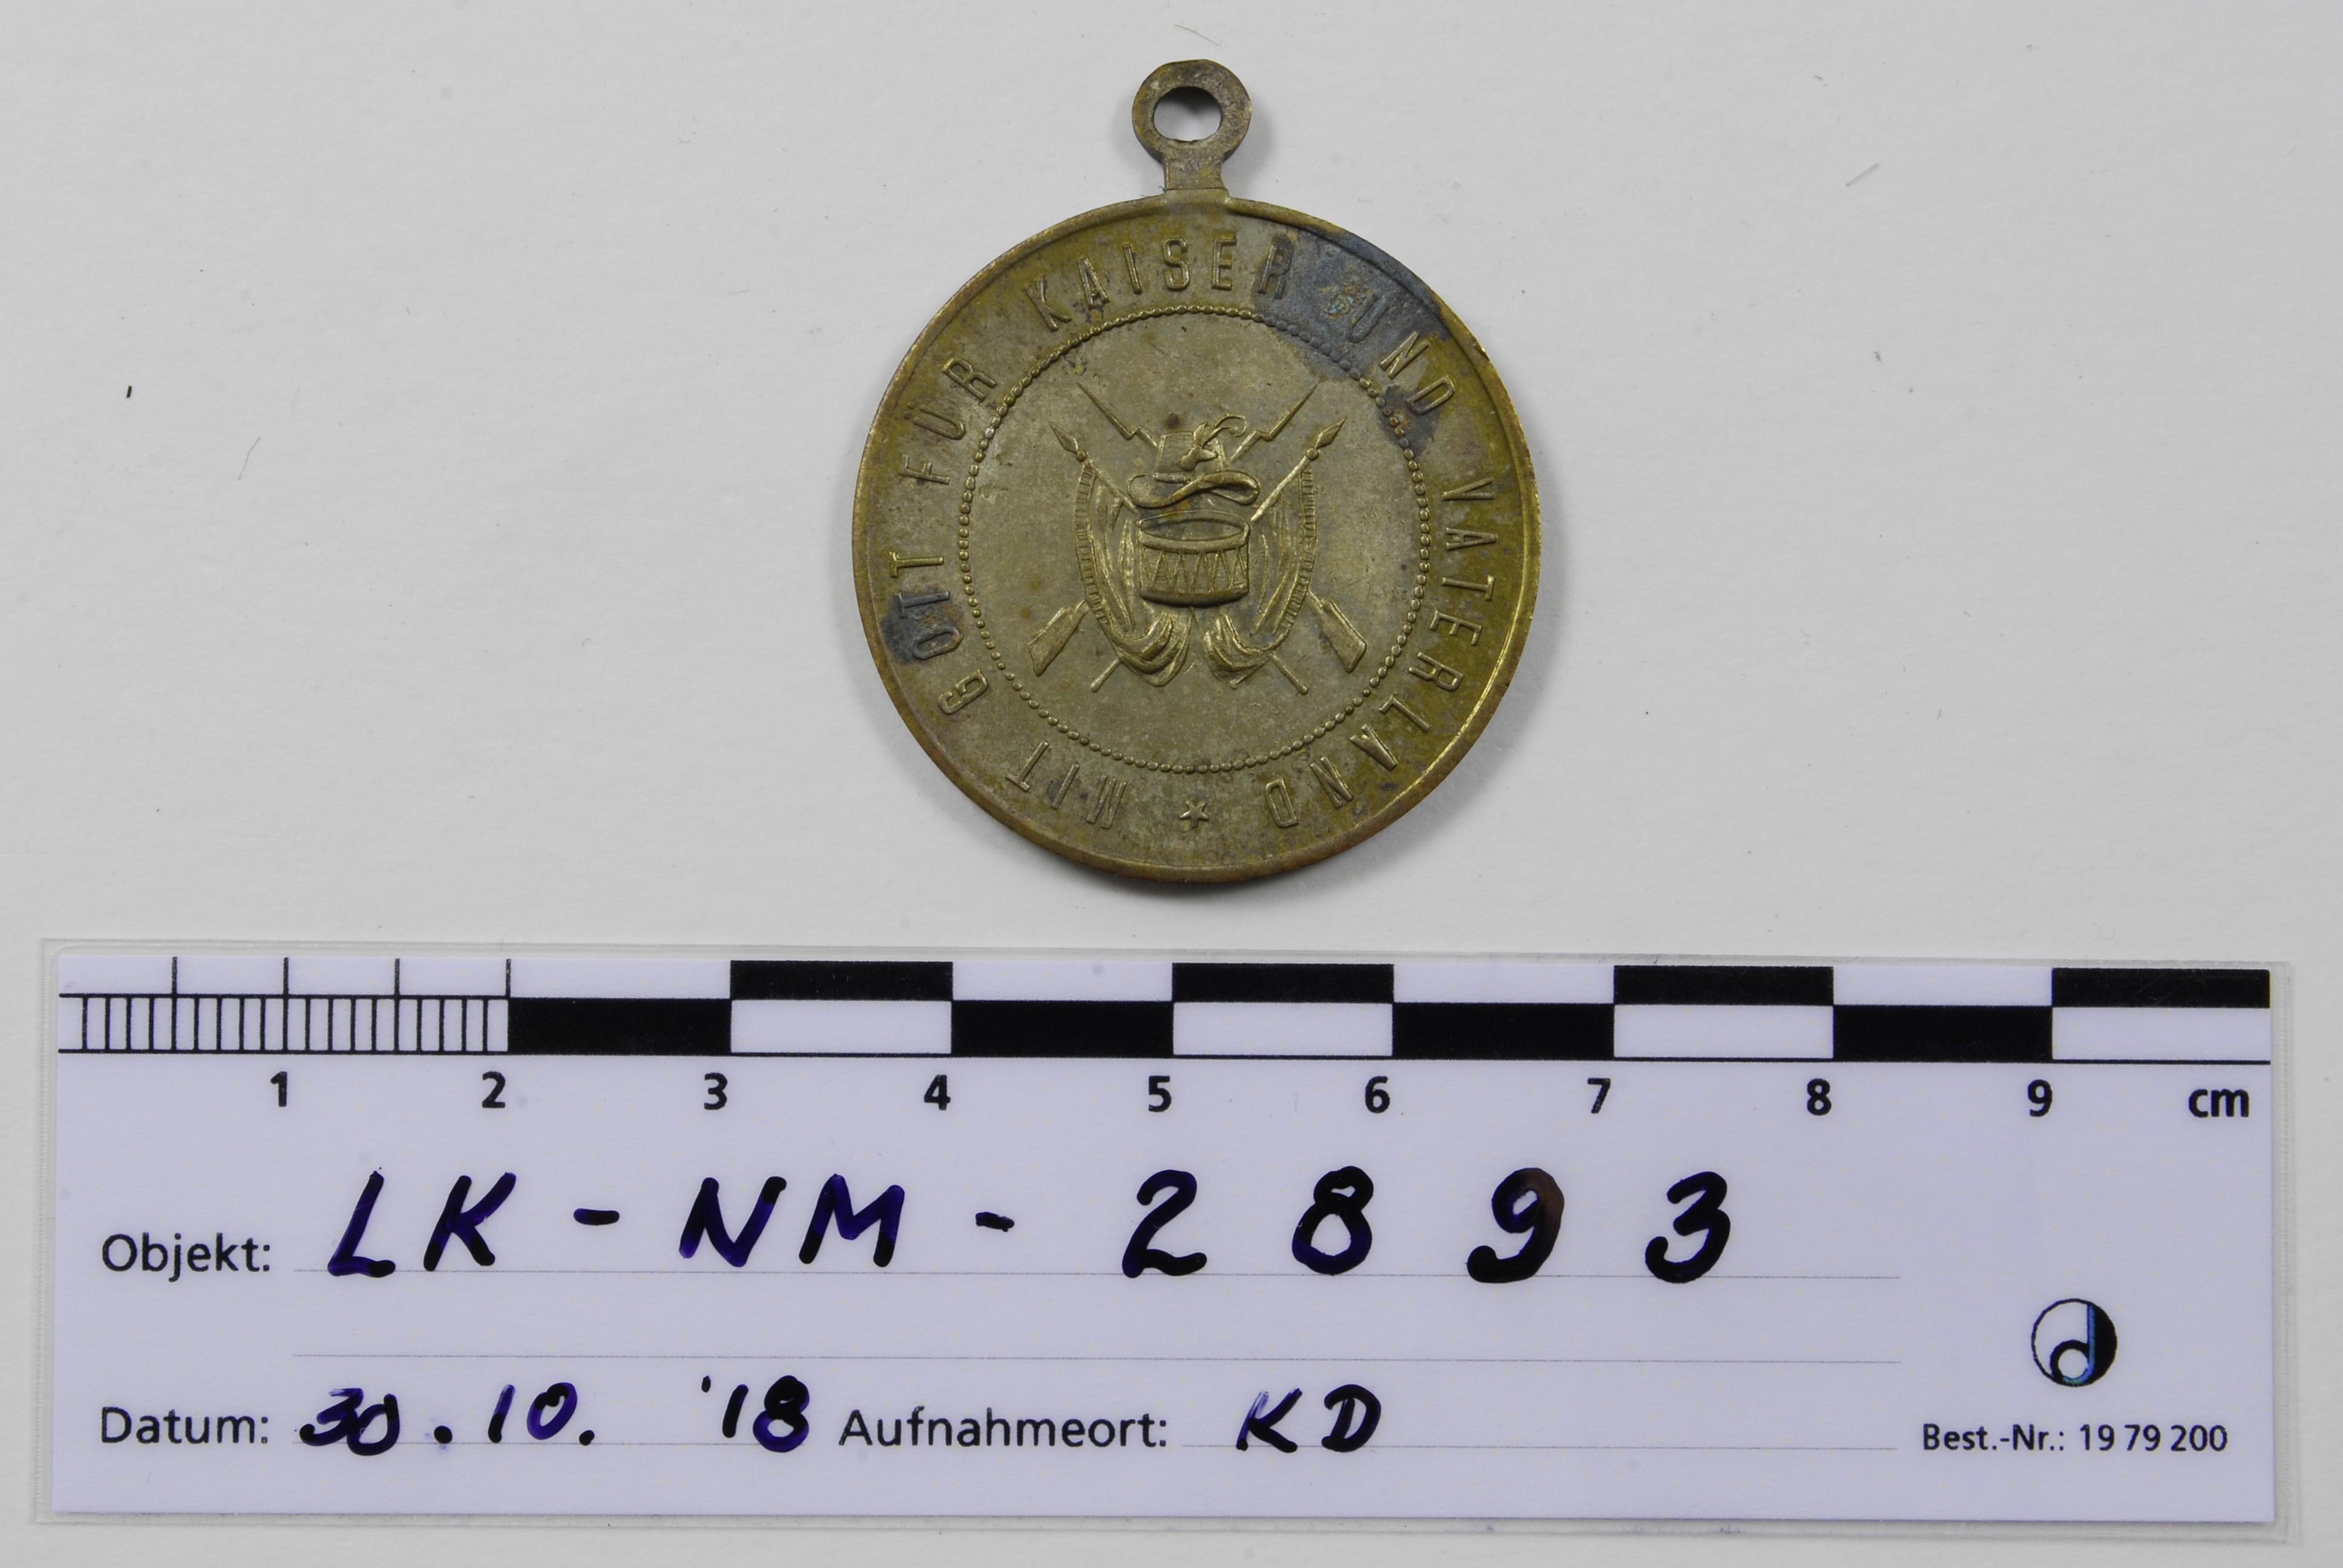 MIT GOTT FÜR KAISER UND VATERLAND
1 2 3 4 5 6 7 8 9 cm
Objekt: LK-NM-2893
Datum: 30.10. '18 Aufnahmeort: KD
Best.-Nr.: 19 79 200